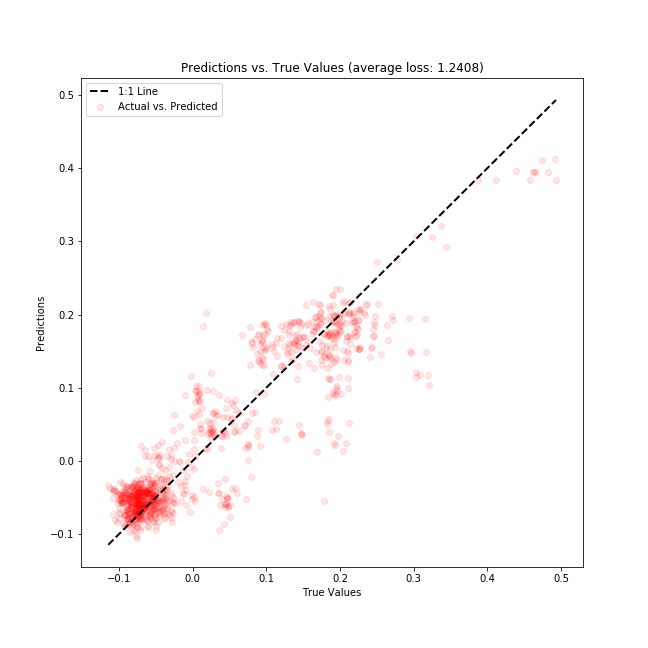 Predictions vs. True Values (average loss: 1.2408)
1:1 Line
Actual vs. Predicted
0.5
0.4
0.3
0.2
0.1
0.0
−0.1
Predictions
−0.1 0.0 0.1 0.2 0.3 0.4 0.5
True Values